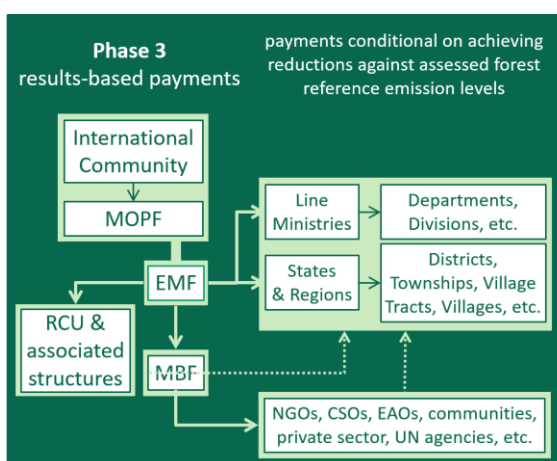 Phase 3
results-based payments
payments conditional on achieving
reductions against assessed forest
reference emission levels
International
Community
MOPF
EMF
RCU &
associated
structures
MBF
Line
Ministries
Departments,
Divisions, etc.
States
& Regions
Districts,
Townships, Village
Tracts, Villages, etc.
NGOs, CSOs, EAOs, communities,
private sector, UN agencies, etc.